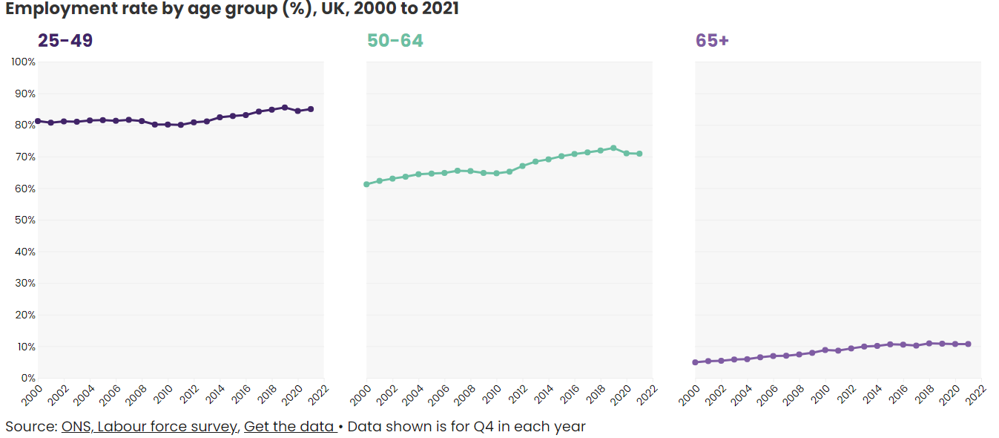 Employment rate by age group (%), UK, 2000 to 2021
25-49 50-64 65+
100%
90%
80%
70%
60%
50%
40%
30%
20%
10%
0%
2000 2002 2004 2006 2008 2010 2012 2014 2016 2018 2020 2022 2000 2002 2004 2006 2008 2010 2012 2014 2016 2018 2020 2022 2000 2002 2004 2006 2008 2010 2012 2014 2016 2018 2020 2022
Source: ONS, Labour force survey, Get the data • Data shown is for Q4 in each year